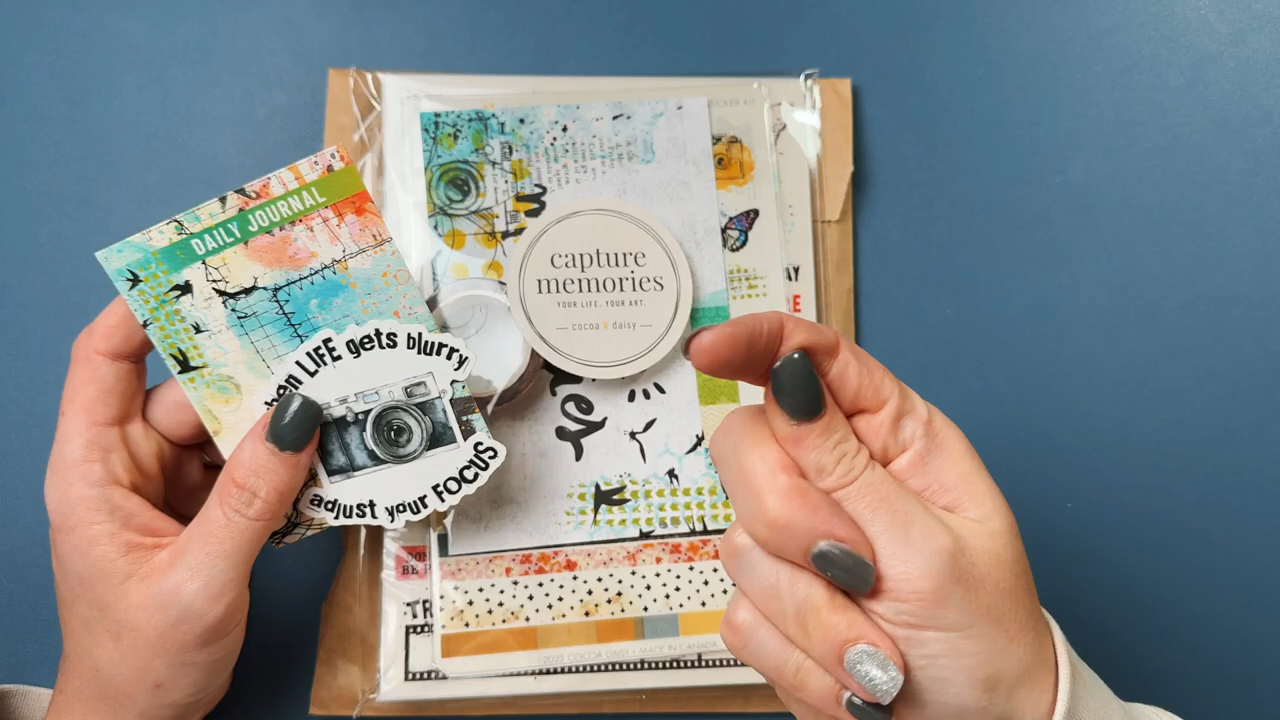 DAILY JOURNAL
LIFE gets blurry
adjust your FOCUS
capture
memories
YOUR LIFE. YOUR ART.
cocoa daisy
COCOA DAISY • MADE IN CANADA